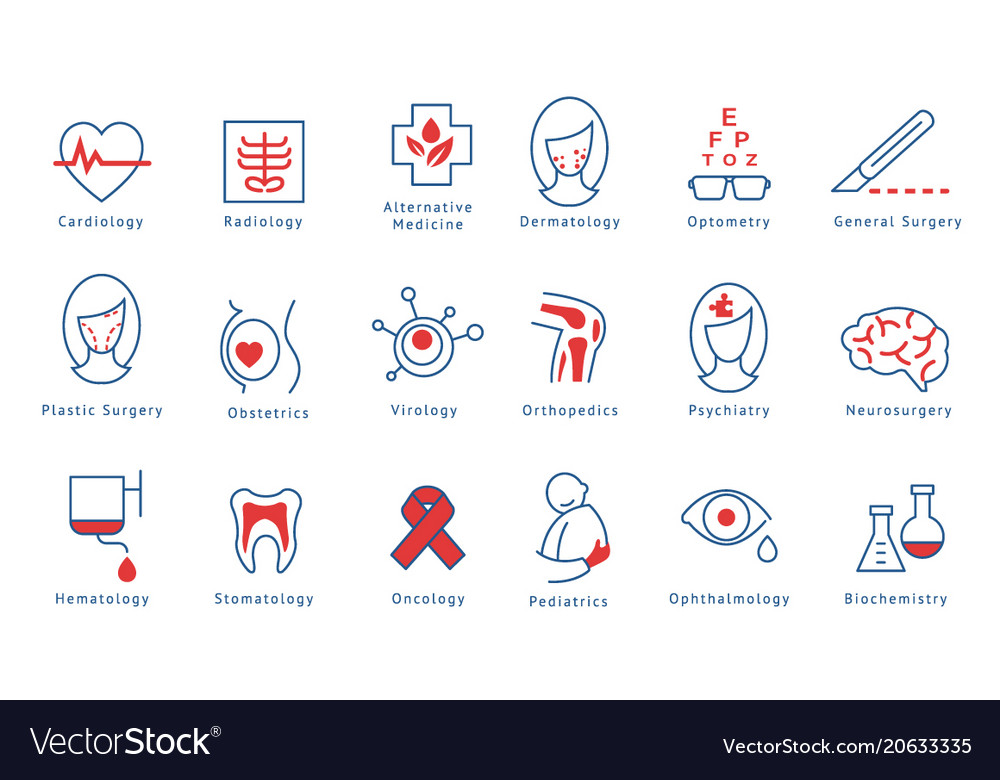 E
F P
T O Z
Cardiology
Radiology
Alternative
Medicine
Dermatology
Optometry
General Surgery
Plastic Surgery
Obstetrics
Virology
Orthopedics
Psychiatry
Neurosurgery
Hematology
Stomatology
Oncology
Pediatrics
Ophthalmology
Biochemistry
VectorStock®
VectorStock.com/20633335